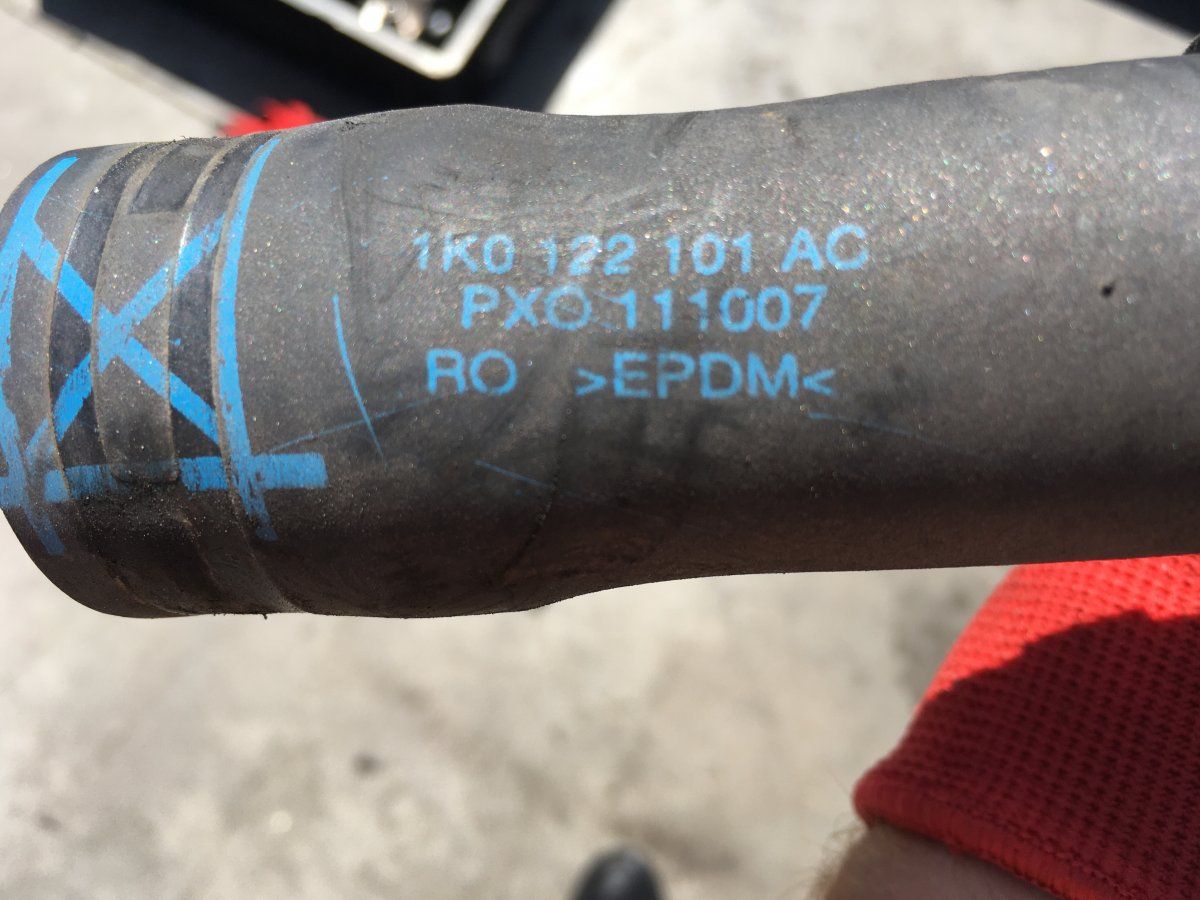 1K0 122 101 AC
PXO 111007
RO >EPDM<